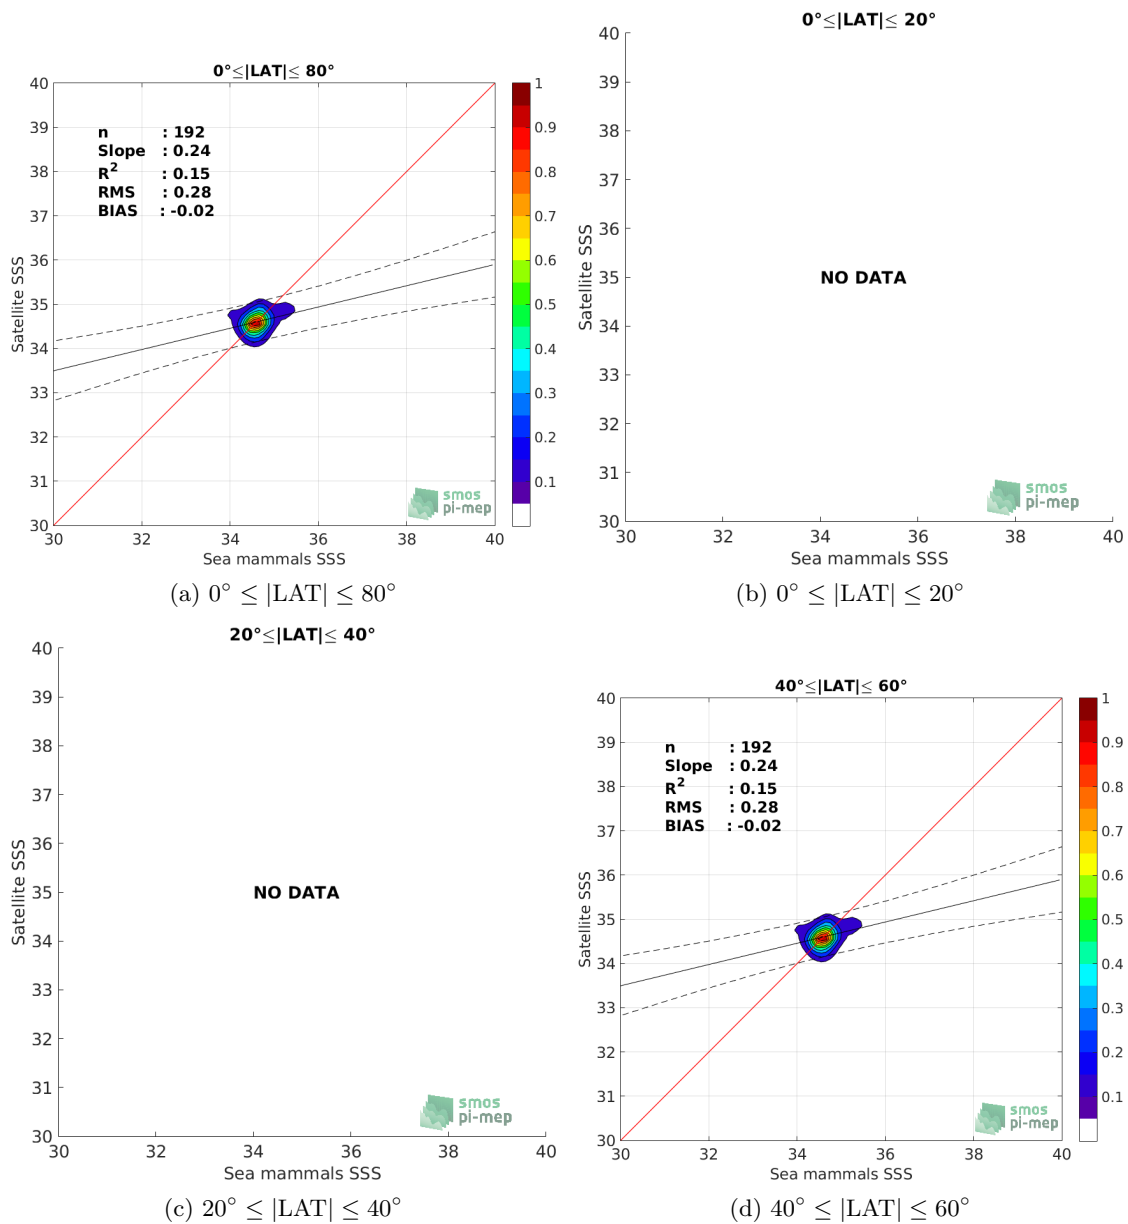 0°≤|LAT|≤ 80°
40
39
38
37
36
35
34
33
32
31
30
Satellite SSS
n : 192
Slope : 0.24
R² : 0.15
RMS : 0.28
BIAS : -0.02
1
0.9
0.8
0.7
0.6
0.5
0.4
0.3
0.2
0.1
smos
pi-mep
30 32 34 36 38 40
Sea mammals SSS
(a) 0° ≤ |LAT| ≤ 80°
0°≤|LAT|≤ 20°
40
39
38
37
36
35
34
33
32
31
30
Satellite SSS
NO DATA
smos
pi-mep
30 32 34 36 38 40
Sea mammals SSS
(b) 0° ≤ |LAT| ≤ 20°
20°≤|LAT|≤ 40°
40
39
38
37
36
35
34
33
32
31
30
Satellite SSS
NO DATA
smos
pi-mep
30 32 34 36 38 40
Sea mammals SSS
(c) 20° ≤ |LAT| ≤ 40°
40°≤|LAT|≤ 60°
40
39
38
37
36
35
34
33
32
31
30
Satellite SSS
n : 192
Slope : 0.24
R² : 0.15
RMS : 0.28
BIAS : -0.02
1
0.9
0.8
0.7
0.6
0.5
0.4
0.3
0.2
0.1
smos
pi-mep
30 32 34 36 38 40
Sea mammals SSS
(d) 40° ≤ |LAT| ≤ 60°